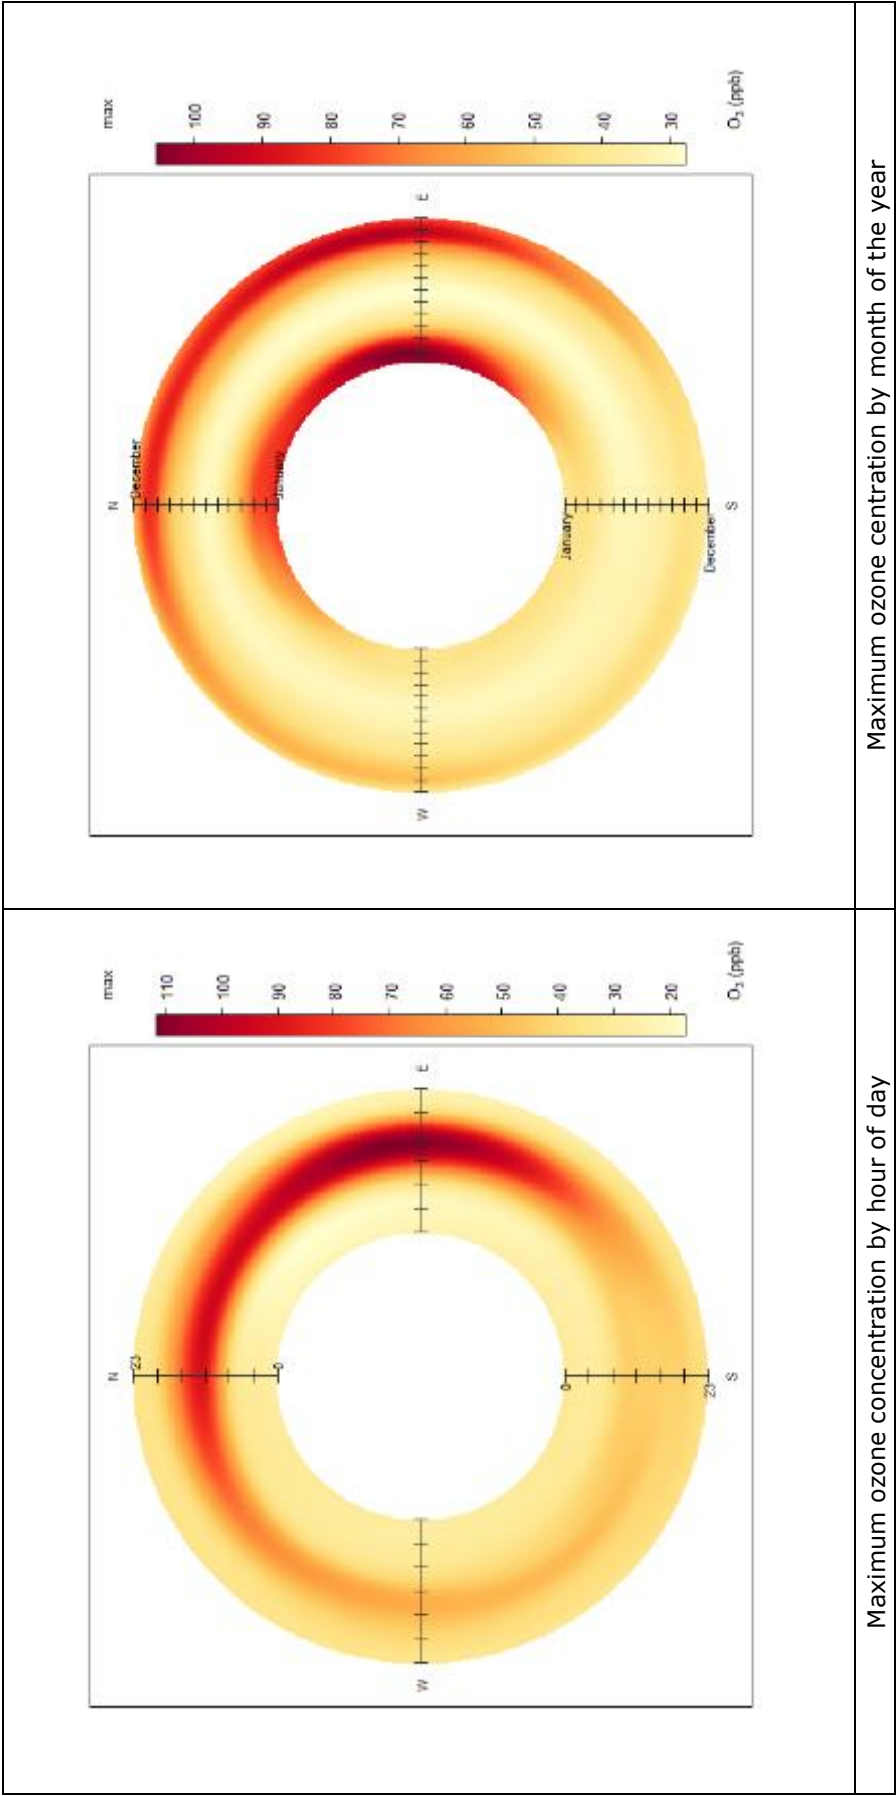 max
110
100
90
80
70
60
50
40
30
20
O₃ (ppb)
N
23
0
W
E
0
23
S
max
100
90
80
70
60
50
40
30
O₃ (ppb)
N
December
January
W
E
January
December
S
Maximum ozone concentration by hour of day
Maximum ozone centration by month of the year